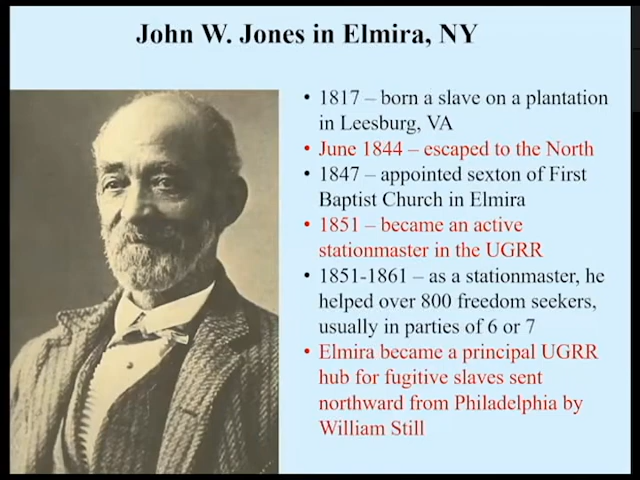 John W. Jones in Elmira, NY
• 1817 – born a slave on a plantation
in Leesburg, VA
• June 1844 – escaped to the North
• 1847 – appointed sexton of First
Baptist Church in Elmira
• 1851 – became an active
stationmaster in the UGRR
• 1851-1861 – as a stationmaster, he
helped over 800 freedom seekers,
usually in parties of 6 or 7
• Elmira became a principal UGRR
hub for fugitive slaves sent
northward from Philadelphia by
William Still